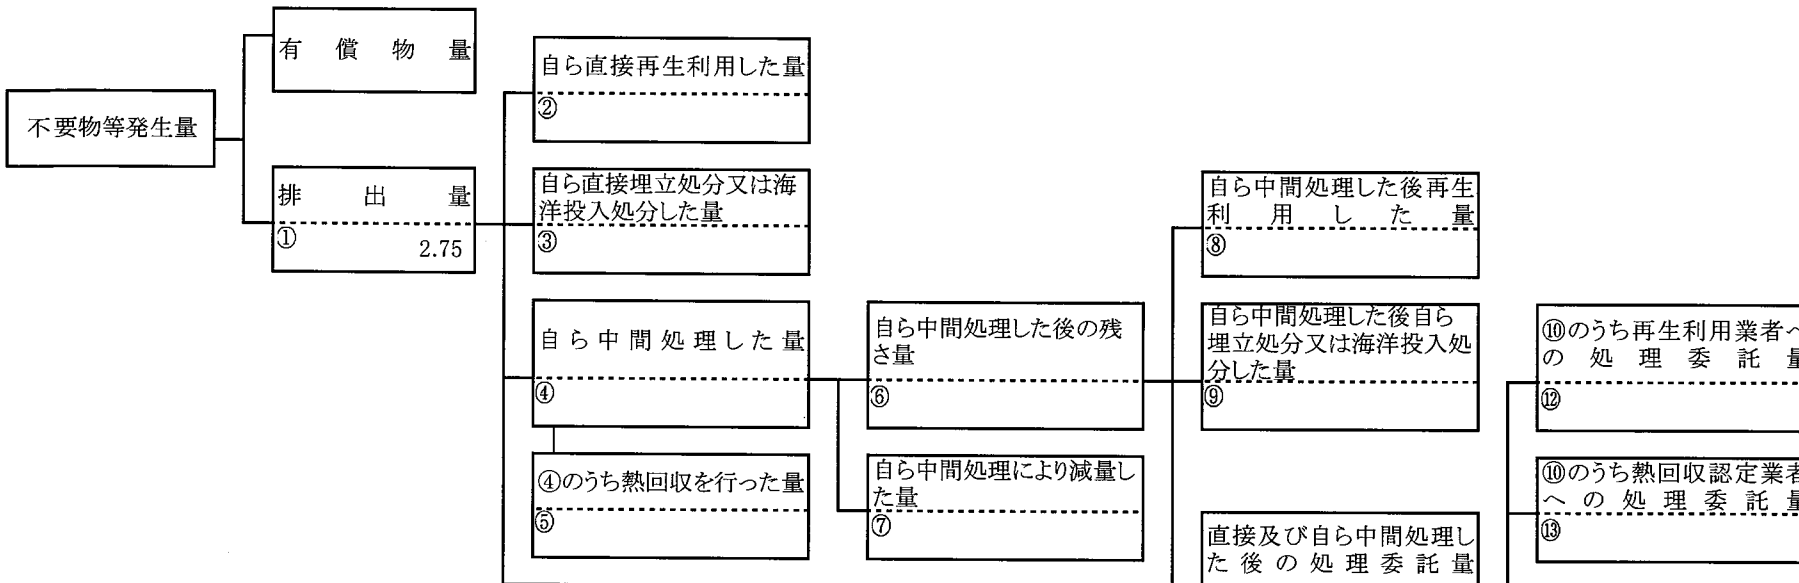 有償物量
自ら直接再生利用した量
②
不要物等発生量
排出量
①
2.75
自ら直接埋立処分又は海
洋投入処分した量
③
自ら中間処理した後再生
利用した量
⑧
自ら中間処理した量
④
自ら中間処理した後の残
さ量
⑥
自ら中間処理した後自ら
埋立処分又は海洋投入処
分した量
⑨
⑩のうち再生利用業者へ
の処理委託量
⑫
④のうち熱回収を行った量
⑤
自ら中間処理により減量し
た量
⑦
⑩のうち熱回収認定業者
への処理委託量
⑬
直接及び自ら中間処理し
た後の処理委託量